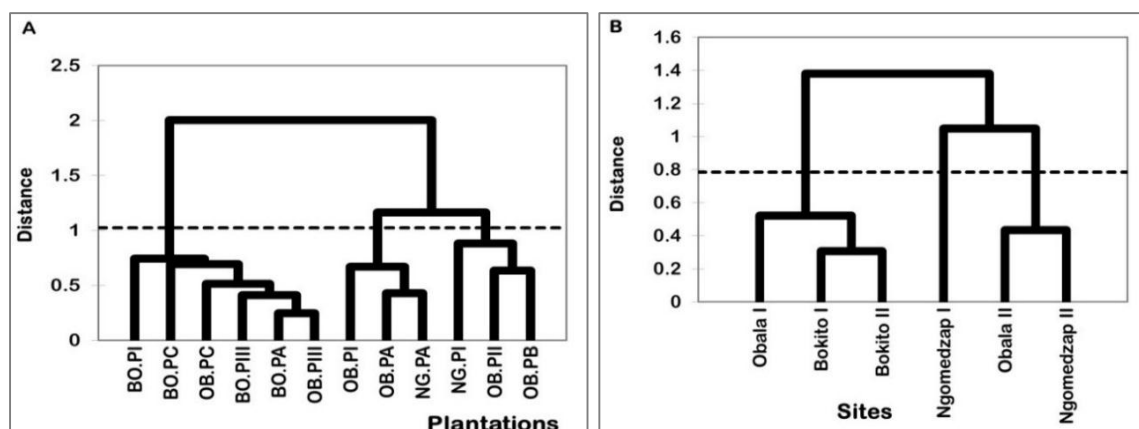 A
2.5
2
1.5
1
0.5
0
Distance
BO.PI
BO.PC
OB.PC
BO.PIII
BO.PA
OB.PIII
OB.PI
OB.PA
NG.PA
NG.PI
OB.PII
OB.PB
Plantations
B
1.6
1.4
1.2
1
0.8
0.6
0.4
0.2
0
Distance
Obala I
Bokito I
Bokito II
Ngomedzap I
Obala II
Ngomedzap II
Sites